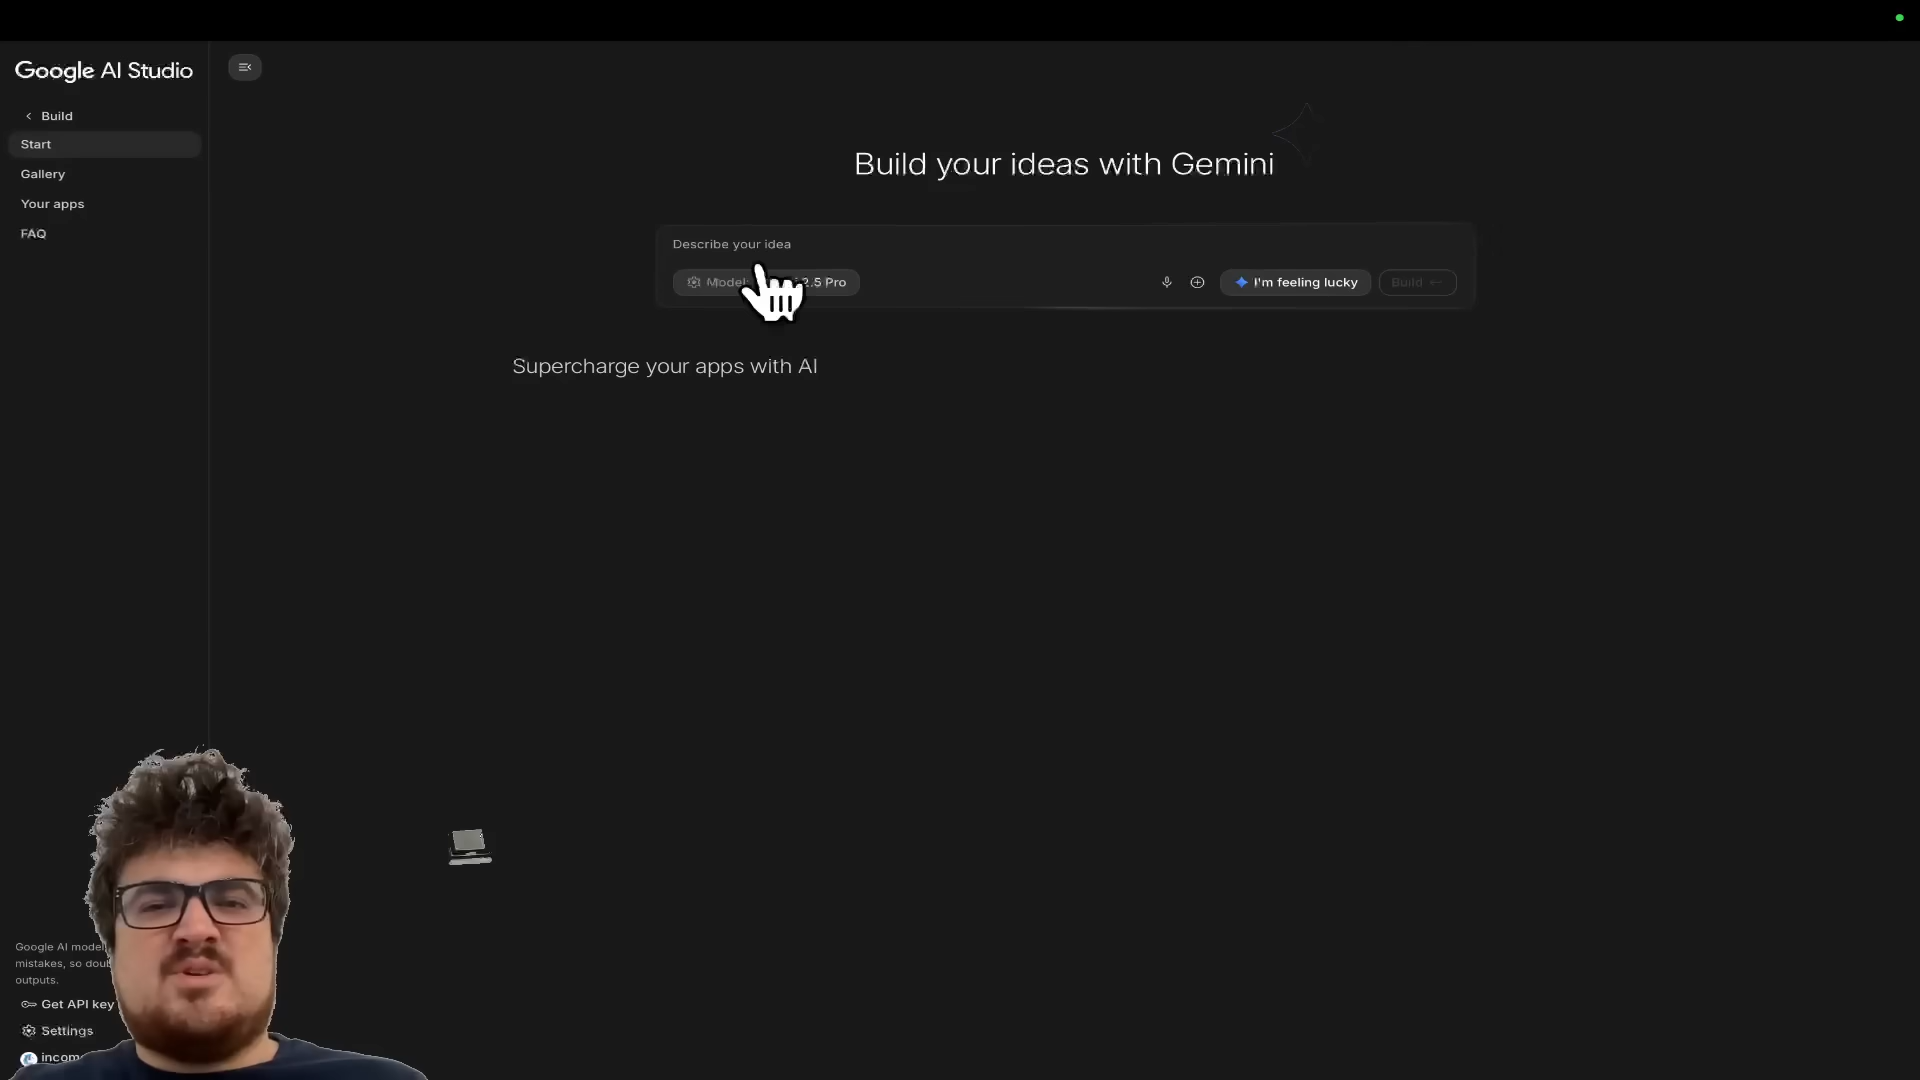 Google AI Studio
Build
Start
Gallery
Your apps
FAQ
Build your ideas with Gemini
Describe your idea
Model: 2.5 Pro
I'm feeling lucky
Build
Supercharge your apps with AI
Google AI
mistakes, so
outputs.
Get API key
Settings